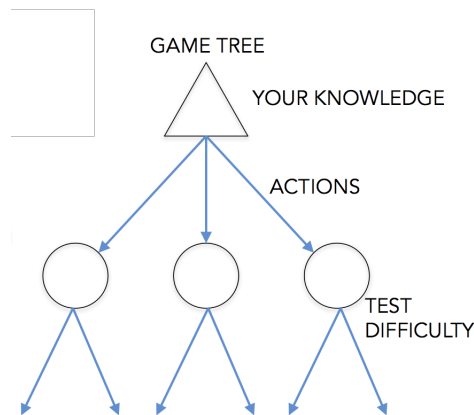 GAME TREE
YOUR KNOWLEDGE
ACTIONS
TEST
DIFFICULTY